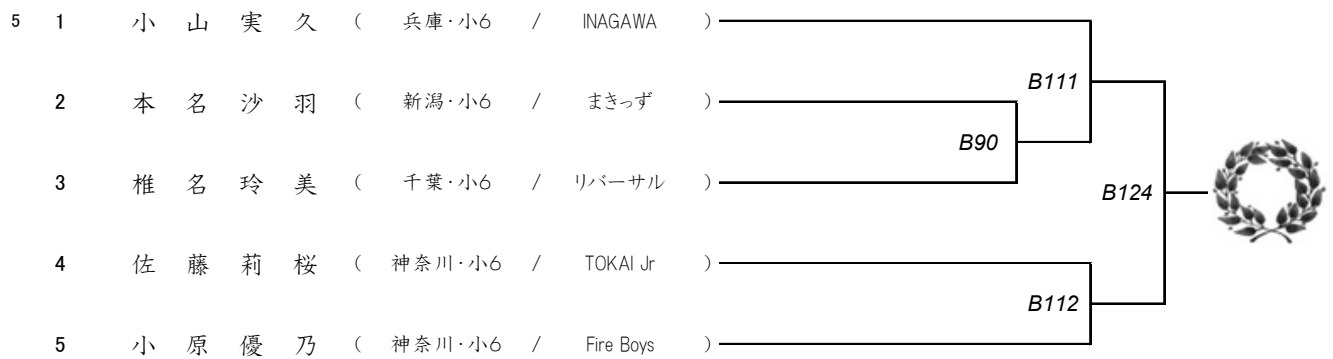 5 1 小山実久 ( 兵庫・小6 / INAGAWA )
B111
2 本名沙羽 ( 新潟・小6 / まきっず )
B90
3 椎名玲美 ( 千葉・小6 / リバーサル )
B124
4 佐藤莉桜 ( 神奈川・小6 / TOKAI Jr )
B112
5 小原優乃 ( 神奈川・小6 / Fire Boys )